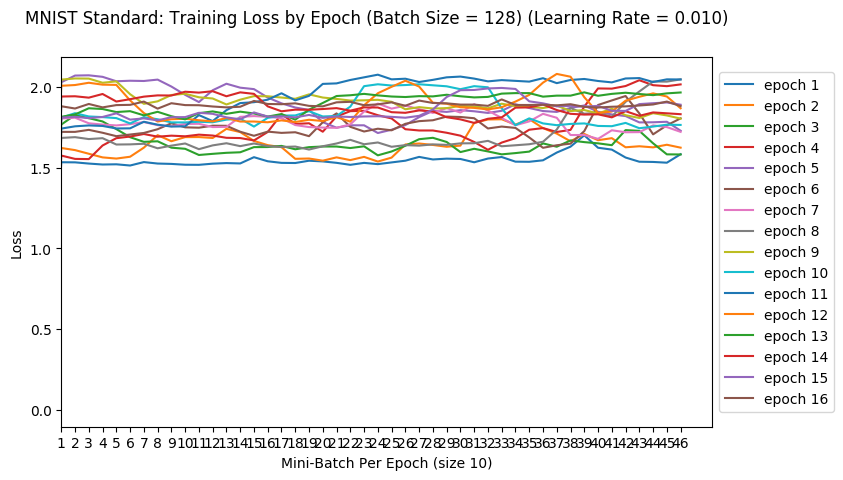 MNIST Standard: Training Loss by Epoch (Batch Size = 128) (Learning Rate = 0.010)
Loss
2.0
1.5
1.0
0.5
0.0
1 2 3 4 5 6 7 8 9 10 11 12 13 14 15 16 17 18 19 20 21 22 23 24 25 26 27 28 29 30 31 32 33 34 35 36 37 38 39 40 41 42 43 44 45 46
Mini-Batch Per Epoch (size 10)
epoch 1
epoch 2
epoch 3
epoch 4
epoch 5
epoch 6
epoch 7
epoch 8
epoch 9
epoch 10
epoch 11
epoch 12
epoch 13
epoch 14
epoch 15
epoch 16